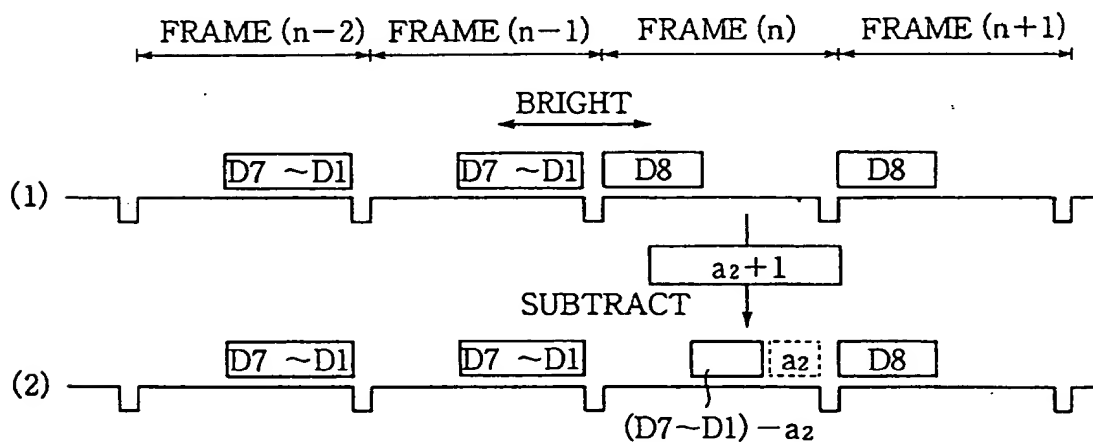 FRAME (n−2) FRAME (n−1) FRAME (n) FRAME (n+1)
BRIGHT
(1) D7 ~D1 D7 ~D1 D8 D8
a₂+1
SUBTRACT
(2) D7 ~D1 D7 ~D1 a₂ D8
(D7~D1)−a₂